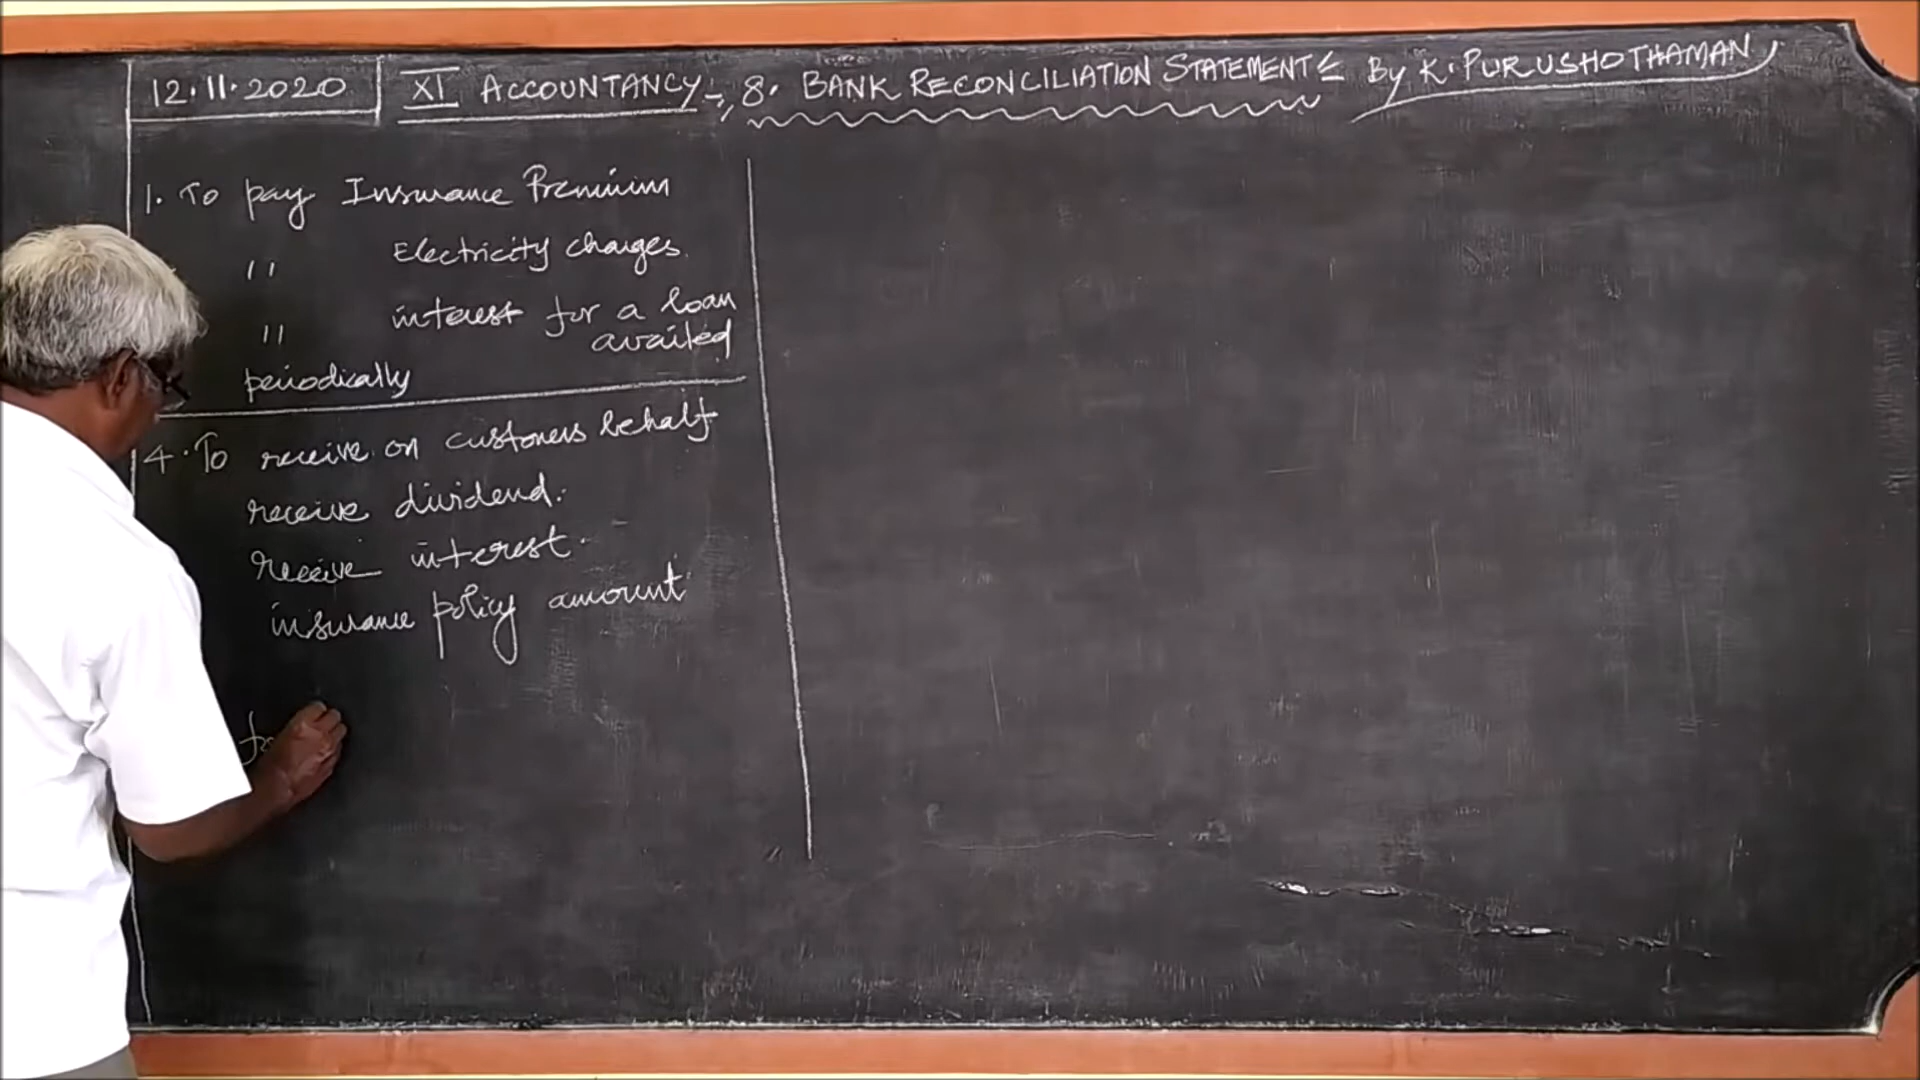 12.11.2020 XI ACCOUNTANCY:- 8. BANK RECONCILIATION STATEMENT:- By K. PURUSHOTHAMAN
1. To pay Insurance Premium
" Electricity charges.
" interest for a loan
availed
periodically
4. To receive on customers behalf
receive dividend.
receive interest.
insurance policy amount